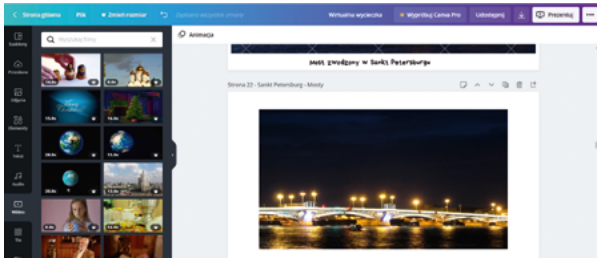 Strona główna Plik Zmień rozmiar Wirtualna wycieczka Wypróbuj Canva Pro Udostępnij Prezentuj
Animacja
Szablony
Zdjęcia
Elementy
Tekst
Audio
Wideo
Tło
Most zwodzony w Sankt Petersburgu
Strona 22 - Sankt Petersburg - Mosty